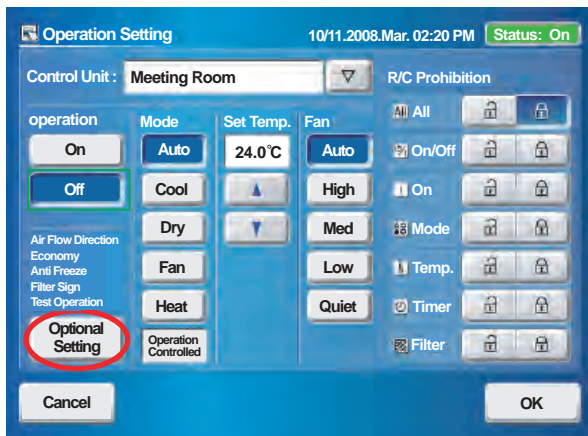 Operation Setting 10/11.2008.Mar. 02:20 PM Status: On
Control Unit : Meeting Room
R/C Prohibition
operation
On
Off
Air Flow Direction
Economy
Anti Freeze
Filter Sign
Test Operation
Optional
Setting
Mode
Auto
Cool
Dry
Fan
Heat
Operation
Controlled
Set Temp.
24.0°C
Fan
Auto
High
Med
Low
Quiet
All All
On/Off
On
Mode
Temp.
Timer
Filter
Cancel
OK